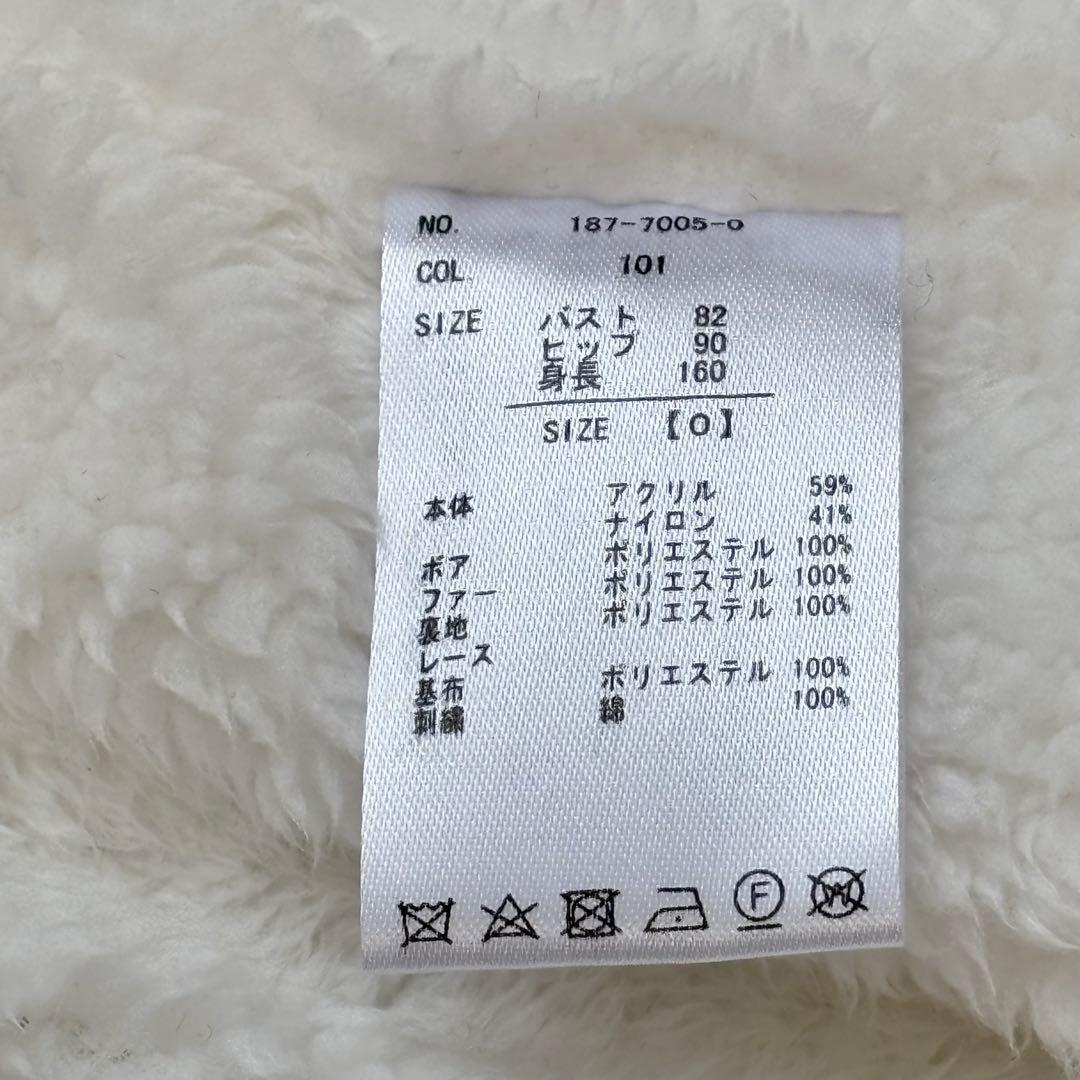 NO. 187-7005-0
COL 101
SIZE バスト 82
ヒップ 90
身長 160
SIZE 【0】
本体 アクリル 59%
ナイロン 41%
ボア ポリエステル 100%
ファー ポリエステル 100%
裏地 ポリエステル 100%
レース
基布 ポリエステル 100%
刺繍 綿 100%
F
W